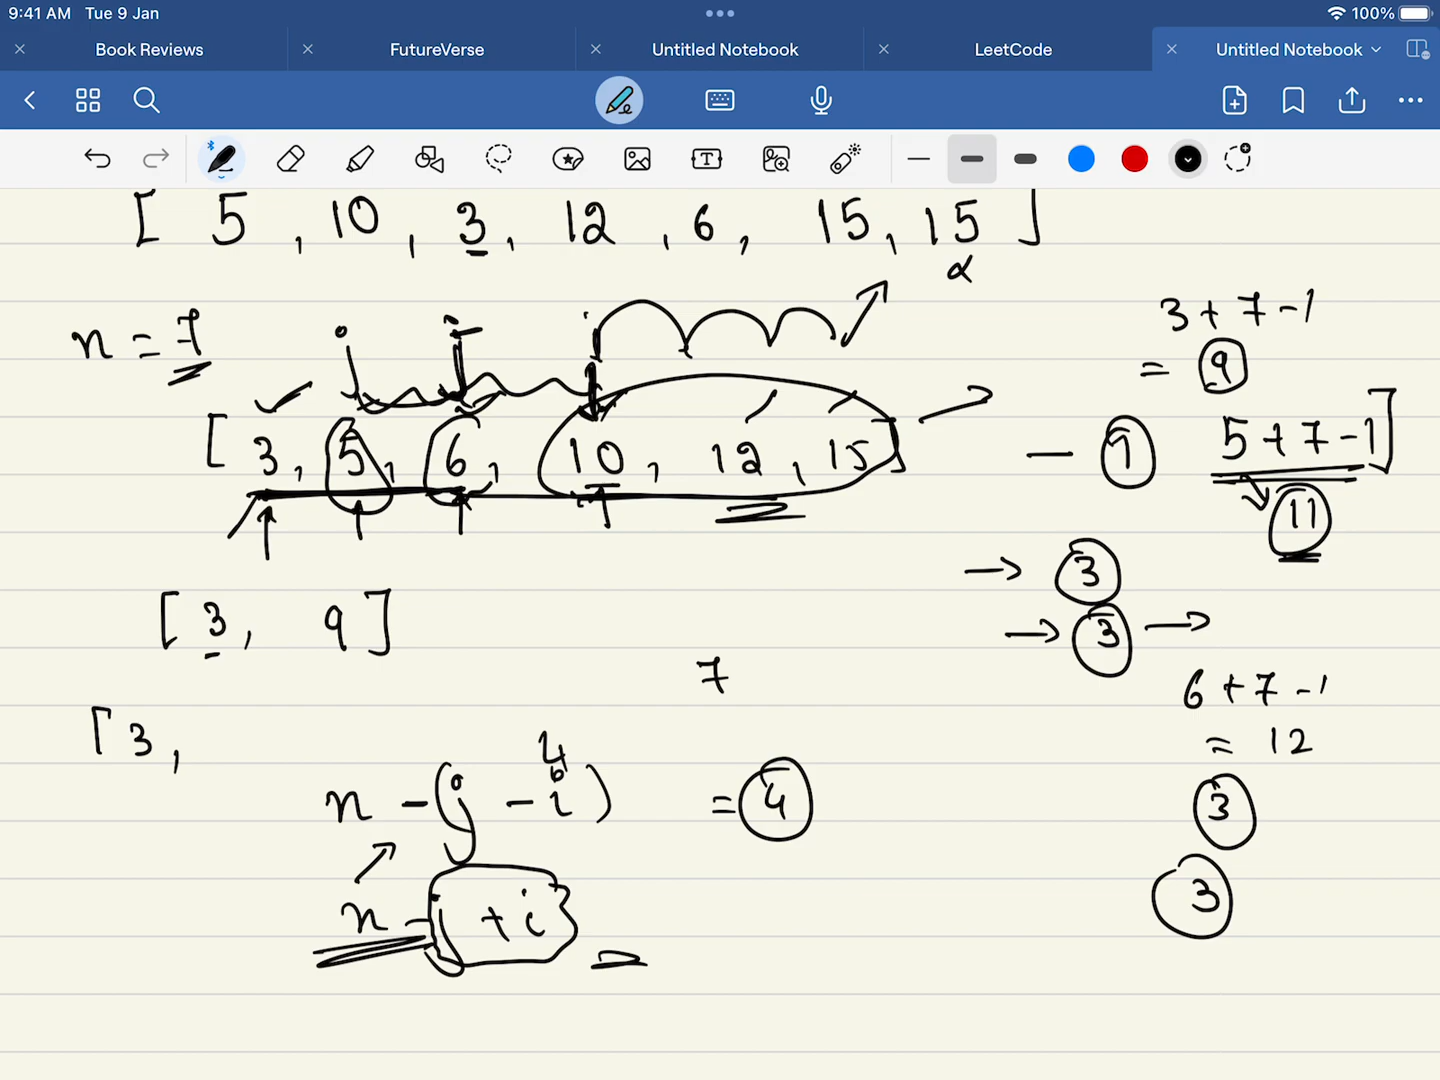 9:41 AM Tue 9 Jan 100%
Book Reviews FutureVerse Untitled Notebook LeetCode Untitled Notebook
[ 5 , 10 , 3 , 12 , 6 , 15 , 15 ]
α
n = 7
3 + 7 - 1
= 9
j i
[ 3 , 5 , 6 , 10 , 12 , 15 ]
5 + 7 - 1 ]
11
→ 3
→ 3 →
[ 3 , 9 ]
7
6 + 7 - 1
= 12
[ 3 ,
4
n - ( j - i ) = 4
3
n - j + i
3